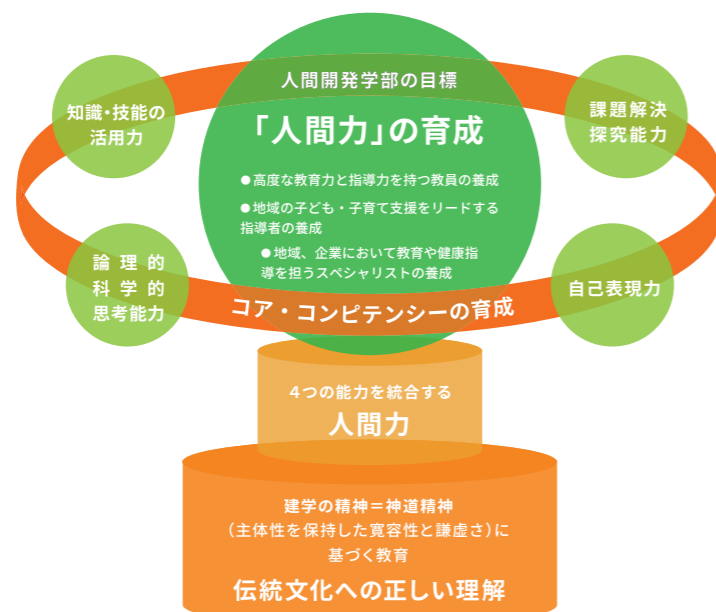 人間開発学部の目標
「人間力」の育成
●高度な教育力と指導力を持つ教員の養成
●地域の子ども・子育て支援をリードする
指導者の養成
●地域、企業において教育や健康指
導を担うスペシャリストの養成
知識・技能の
活用力
課題解決
探究能力
論理的
科学的
思考能力
自己表現力
コア・コンピテンシーの育成
4つの能力を統合する
人間力
建学の精神=神道精神
(主体性を保持した寛容性と謙虚さ)に
基づく教育
伝統文化への正しい理解